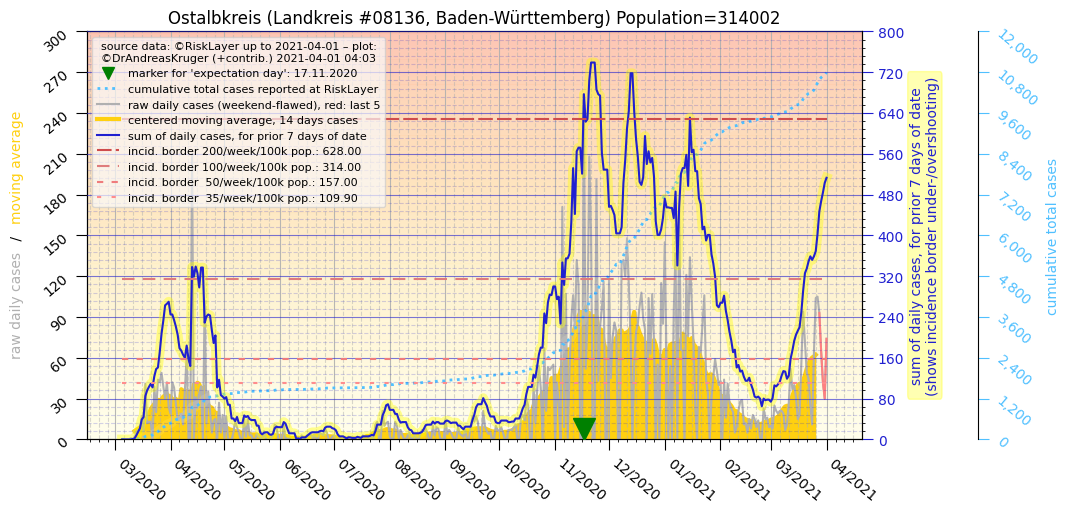 Ostalbkreis (Landkreis #08136, Baden-Württemberg) Population=314002
source data: ©RiskLayer up to 2021-04-01 – plot:
©DrAndreasKruger (+contrib.) 2021-04-01 04:03
marker for 'expectation day': 17.11.2020
cumulative total cases reported at RiskLayer
raw daily cases (weekend-flawed), red: last 5
centered moving average, 14 days cases
sum of daily cases, for prior 7 days of date
incid. border 200/week/100k pop.: 628.00
incid. border 100/week/100k pop.: 314.00
incid. border  50/week/100k pop.: 157.00
incid. border  35/week/100k pop.: 109.90
raw daily cases / moving average
300
270
240
210
180
150
120
90
60
30
0
03/2020
04/2020
05/2020
06/2020
07/2020
08/2020
09/2020
10/2020
11/2020
12/2020
01/2021
02/2021
03/2021
04/2021
800
720
640
560
480
400
320
240
160
80
0
sum of daily cases, for prior 7 days of date
(shows incidence border under-/overshooting)
12,000
10,800
9,600
8,400
7,200
6,000
4,800
3,600
2,400
1,200
0
cumulative total cases